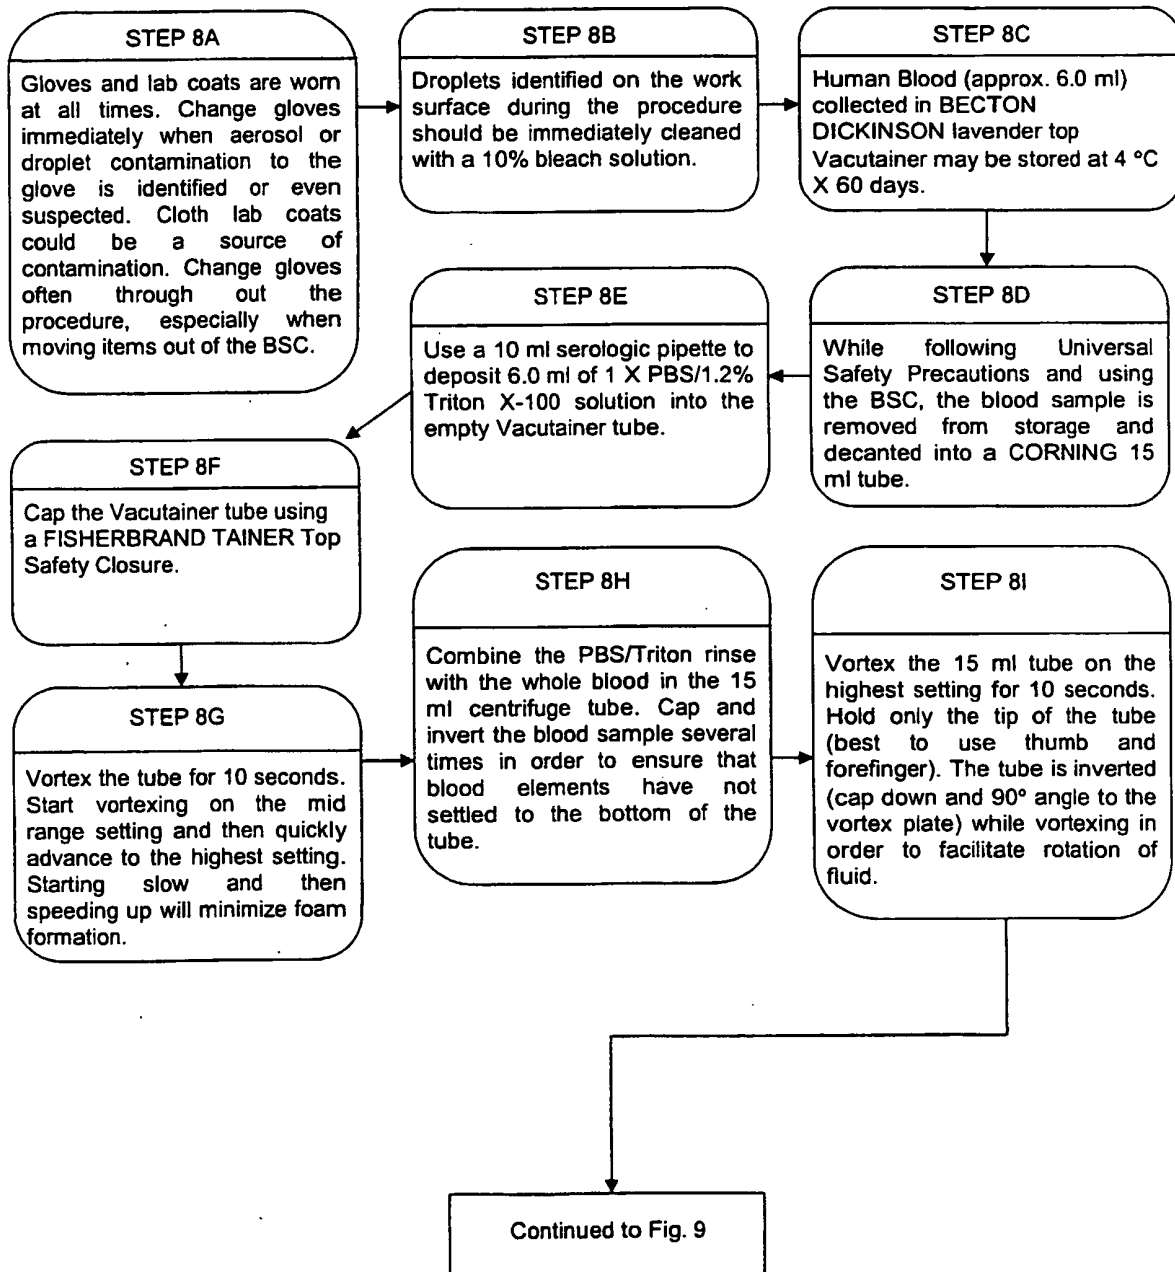 STEP 8A
Gloves and lab coats are worn
at all times. Change gloves
immediately when aerosol or
droplet contamination to the
glove is identified or even
suspected. Cloth lab coats
could be a source of
contamination. Change gloves
often through out the
procedure, especially when
moving items out of the BSC.
STEP 8B
Droplets identified on the work
surface during the procedure
should be immediately cleaned
with a 10% bleach solution.
STEP 8C
Human Blood (approx. 6.0 ml)
collected in BECTON
DICKINSON lavender top
Vacutainer may be stored at 4 °C
X 60 days.
STEP 8D
While following Universal
Safety Precautions and using
the BSC, the blood sample is
removed from storage and
decanted into a CORNING 15
ml tube.
STEP 8E
Use a 10 ml serologic pipette to
deposit 6.0 ml of 1 X PBS/1.2%
Triton X-100 solution into the
empty Vacutainer tube.
STEP 8F
Cap the Vacutainer tube using
a FISHERBRAND TAINER Top
Safety Closure.
STEP 8G
Vortex the tube for 10 seconds.
Start vortexing on the mid
range setting and then quickly
advance to the highest setting.
Starting slow and then
speeding up will minimize foam
formation.
STEP 8H
Combine the PBS/Triton rinse
with the whole blood in the 15
ml centrifuge tube. Cap and
invert the blood sample several
times in order to ensure that
blood elements have not
settled to the bottom of the
tube.
STEP 8I
Vortex the 15 ml tube on the
highest setting for 10 seconds.
Hold only the tip of the tube
(best to use thumb and
forefinger). The tube is inverted
(cap down and 90° angle to the
vortex plate) while vortexing in
order to facilitate rotation of
fluid.
Continued to Fig. 9